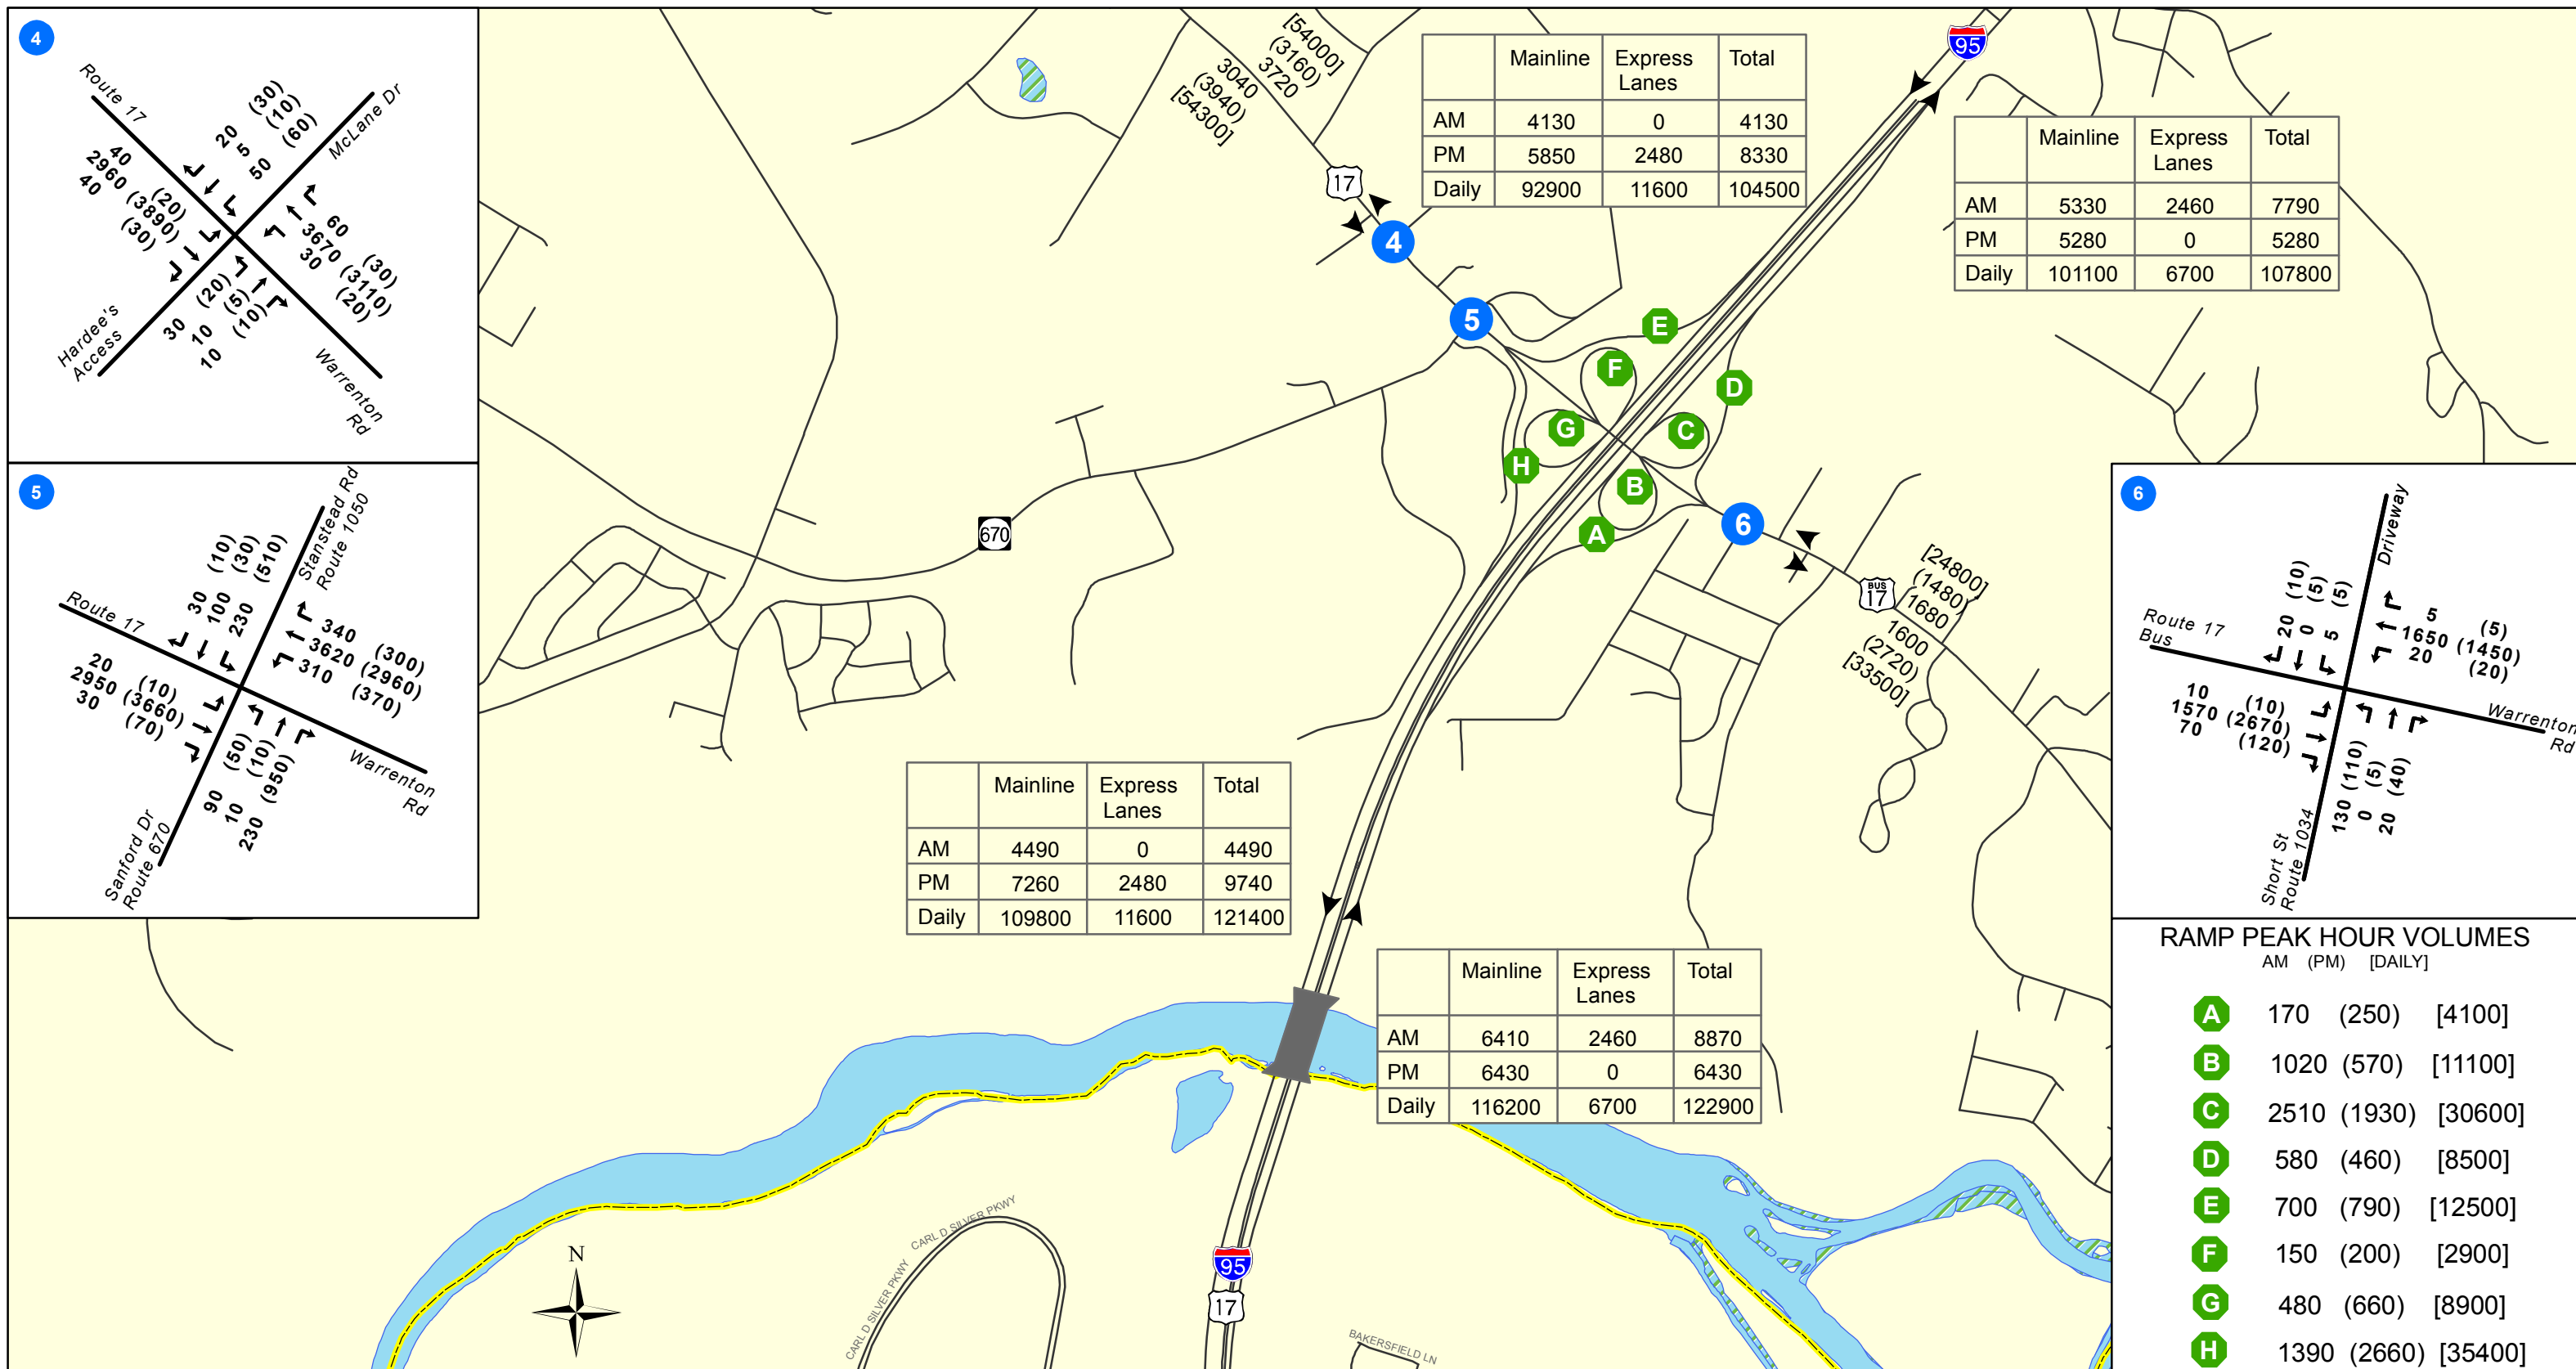 4
Route 17
McLane Dr
20 (30)
5 (10)
50 (60)
40 (20)
2960 (3890)
40 (30)
60 (30)
3670 (3110)
30 (20)
30 (20)
10 (5)
10 (10)
Hardee's
Access
Warrenton
Rd
5
Stanstead Rd
Route 1050
Route 17
30 (10)
100 (30)
230 (510)
340 (300)
3620 (2960)
310 (370)
20 (10)
2950 (3660)
30 (70)
90 (50)
10 (10)
230 (950)
Sanford Dr
Route 670
Warrenton
Rd
[54000]
(3160)
3720
3040
(3940)
[54300]
17
4
5
Mainline Express Lanes Total
AM 4130 0 4130
PM 5850 2480 8330
Daily 92900 11600 104500
95
Mainline Express Lanes Total
AM 5330 2460 7790
PM 5280 0 5280
Daily 101100 6700 107800
E
F
D
G
C
H
B
A
6
670
BUS
17
[24800]
(1480)
1680
1600
(2720)
[33500]
6
Driveway
Route 17
Bus
20 (10)
0 (5)
5 (5)
5 (5)
1650 (1450)
20 (20)
10 (10)
1570 (2670)
70 (120)
130 (110)
0 (5)
20 (40)
Short St
Route 1034
Warrenton
Rd
Mainline Express Lanes Total
AM 4490 0 4490
PM 7260 2480 9740
Daily 109800 11600 121400
Mainline Express Lanes Total
AM 6410 2460 8870
PM 6430 0 6430
Daily 116200 6700 122900
RAMP PEAK HOUR VOLUMES
AM (PM) [DAILY]
A 170 (250) [4100]
B 1020 (570) [11100]
C 2510 (1930) [30600]
D 580 (460) [8500]
E 700 (790) [12500]
F 150 (200) [2900]
G 480 (660) [8900]
H 1390 (2660) [35400]
N
CARL D SILVER PKWY
CARL D SILVER PKWY
95
17
BAKERSFIELD LN